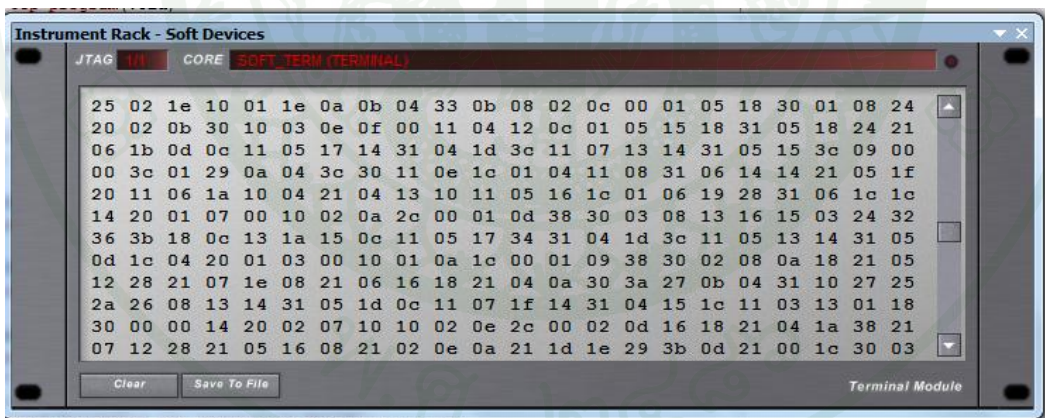 Instrument Rack - Soft Devices
JTAG 1/1 CORE SOFT_TERM (TERMINAL)
25 02 1e 10 01 1e 0a 0b 04 33 0b 08 02 0c 00 01 05 18 30 01 08 24
20 02 0b 30 10 03 0e 0f 00 11 04 12 0c 01 05 15 18 31 05 18 24 21
06 1b 0d 0c 11 05 17 14 31 04 1d 3c 11 07 13 14 31 05 15 3c 09 00
00 3c 01 29 0a 04 3c 30 11 0e 1c 01 04 11 08 31 06 14 14 21 05 1f
20 11 06 1a 10 04 21 04 13 10 11 05 16 1c 01 06 19 28 31 06 1c 1c
14 20 01 07 00 10 02 0a 2c 00 01 0d 38 30 03 08 13 16 15 03 24 32
36 3b 18 0c 13 1a 15 0c 11 05 17 34 31 04 1d 3c 11 05 13 14 31 05
0d 1c 04 20 01 03 00 10 01 0a 1c 00 01 09 38 30 02 08 0a 18 21 05
12 28 21 07 1e 08 21 06 16 18 21 04 0a 30 3a 27 0b 04 31 10 27 25
2a 26 08 13 14 31 05 1d 0c 11 07 1f 14 31 04 15 1c 11 03 13 01 18
30 00 00 14 20 02 07 10 10 02 0e 2c 00 02 0d 16 18 21 04 1a 38 21
07 12 28 21 05 16 08 21 02 0e 0a 21 1d 1e 29 3b 0d 21 00 1c 30 03
Clear Save To File Terminal Module